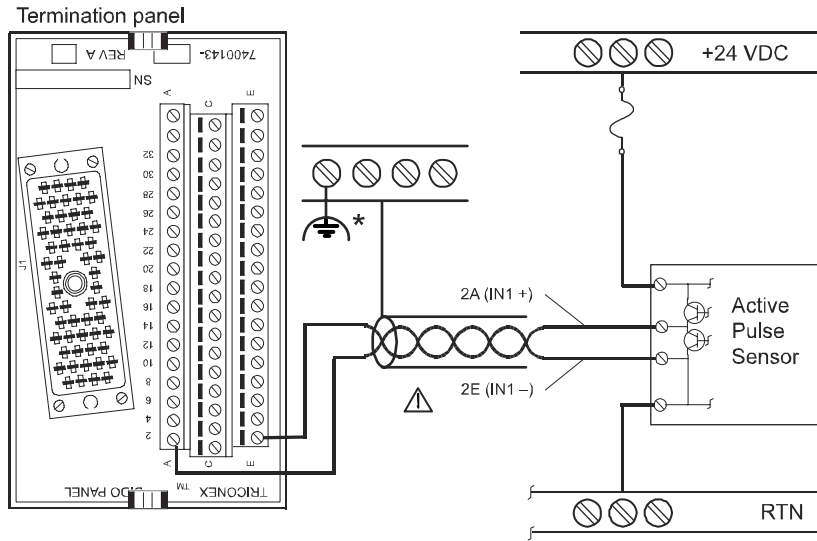 Termination panel
7400143-
REV A
SN
A
C
E
32
30
28
26
24
22
20
18
16
14
12
10
8
6
4
2
A
C
E
J1
TRICONEX ™
DIDO PANEL
*
2A (IN1 +)
2E (IN1 –)
+24 VDC
Active
Pulse
Sensor
RTN